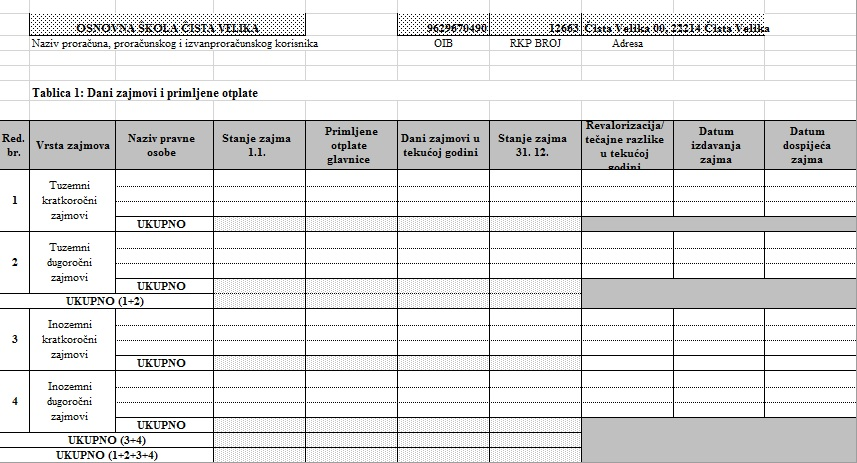 OSNOVNA ŠKOLA ČISTA VELIKA 9629670490 12663 Čista Velika 00, 22214 Čista Velika
Naziv proračuna, proračunskog i izvanproračunskog korisnika OIB RKP BROJ Adresa
Tablica 1: Dani zajmovi i primljene otplate
Red. br. Vrsta zajmova Naziv pravne osobe Stanje zajma 1.1. Primljene otplate glavnice Dani zajmovi u tekućoj godini Stanje zajma 31. 12. Revalorizacija/ tečajne razlike u tekućoj godini Datum izdavanja zajma Datum dospijeća zajma
1 Tuzemni kratkoročni zajmovi
UKUPNO
2 Tuzemni dugoročni zajmovi
UKUPNO
UKUPNO (1+2)
3 Inozemni kratkoročni zajmovi
UKUPNO
4 Inozemni dugoročni zajmovi
UKUPNO
UKUPNO (3+4)
UKUPNO (1+2+3+4)